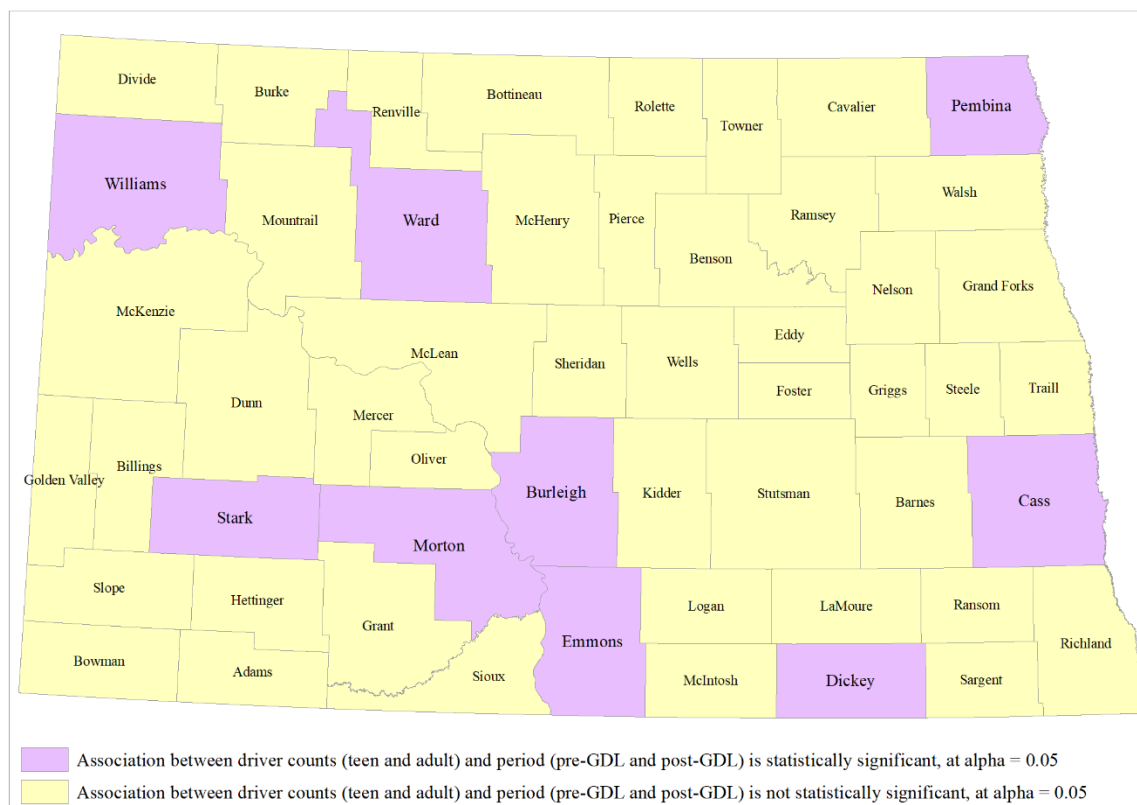 Divide
Burke
Renville
Bottineau
Rolette
Towner
Cavalier
Pembina
Williams
Mountrail
Ward
McHenry
Pierce
Benson
Ramsey
Walsh
McKenzie
Nelson
Grand Forks
McLean
Sheridan
Wells
Eddy
Foster
Griggs
Steele
Traill
Dunn
Mercer
Oliver
Golden Valley
Billings
Stark
Morton
Burleigh
Kidder
Stutsman
Barnes
Cass
Slope
Hettinger
Grant
Emmons
Logan
LaMoure
Ransom
Richland
Bowman
Adams
Sioux
McIntosh
Dickey
Sargent
Association between driver counts (teen and adult) and period (pre-GDL and post-GDL) is statistically significant, at alpha = 0.05
Association between driver counts (teen and adult) and period (pre-GDL and post-GDL) is not statistically significant, at alpha = 0.05